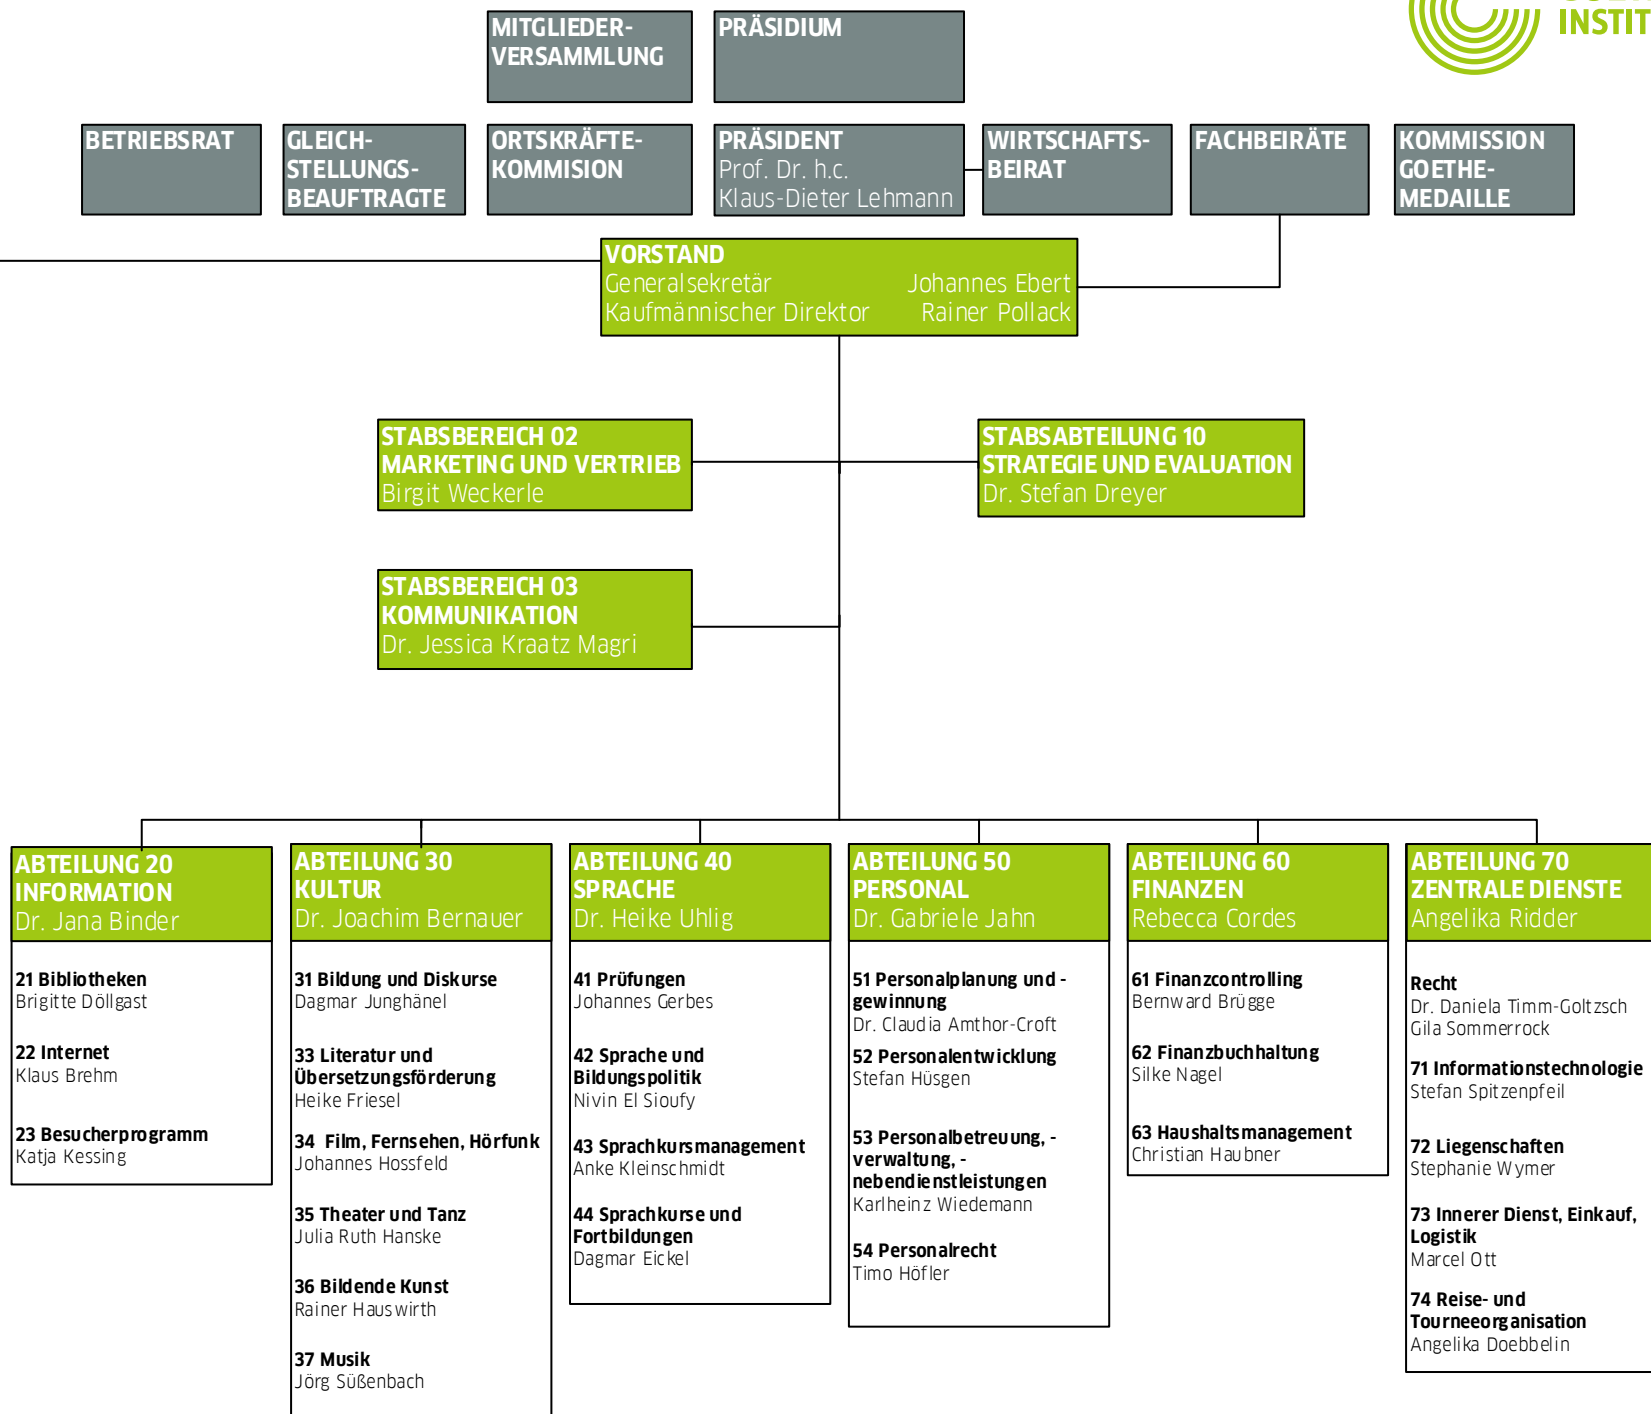 MITGLIEDER-
VERSAMMLUNG
PRÄSIDIUM
INSTIT
BETRIEBSRAT
GLEICH-
STELLUNGS-
BEAUFTRAGTE
ORTSKRÄFTE-
KOMMISION
PRÄSIDENT
Prof. Dr. h.c.
Klaus-Dieter Lehmann
WIRTSCHAFTS-
BEIRAT
FACHBEIRÄTE
KOMMISSION
GOETHE-
MEDAILLE
VORSTAND
Generalsekretär Johannes Ebert
Kaufmännischer Direktor Rainer Pollack
STABSBEREICH 02
MARKETING UND VERTRIEB
Birgit Weckerle
STABSABTEILUNG 10
STRATEGIE UND EVALUATION
Dr. Stefan Dreyer
STABSBEREICH 03
KOMMUNIKATION
Dr. Jessica Kraatz Magri
ABTEILUNG 20
INFORMATION
Dr. Jana Binder
21 Bibliotheken
Brigitte Döllgast
22 Internet
Klaus Brehm
23 Besucherprogramm
Katja Kessing
ABTEILUNG 30
KULTUR
Dr. Joachim Bernauer
31 Bildung und Diskurse
Dagmar Junghänel
33 Literatur und
Übersetzungsförderung
Heike Friesel
34 Film, Fernsehen, Hörfunk
Johannes Hossfeld
35 Theater und Tanz
Julia Ruth Hanske
36 Bildende Kunst
Rainer Hauswirth
37 Musik
Jörg Süßenbach
ABTEILUNG 40
SPRACHE
Dr. Heike Uhlig
41 Prüfungen
Johannes Gerbes
42 Sprache und
Bildungspolitik
Nivin El Sioufy
43 Sprachkursmanagement
Anke Kleinschmidt
44 Sprachkurse und
Fortbildungen
Dagmar Eickel
ABTEILUNG 50
PERSONAL
Dr. Gabriele Jahn
51 Personalplanung und -
gewinnung
Dr. Claudia Amthor-Croft
52 Personalentwicklung
Stefan Hüsgen
53 Personalbetreuung, -
verwaltung, -
nebendienstleistungen
Karlheinz Wiedemann
54 Personalrecht
Timo Höfler
ABTEILUNG 60
FINANZEN
Rebecca Cordes
61 Finanzcontrolling
Bernward Brügge
62 Finanzbuchhaltung
Silke Nagel
63 Haushaltsmanagement
Christian Haubner
ABTEILUNG 70
ZENTRALE DIENSTE
Angelika Ridder
Recht
Dr. Daniela Timm-Goltzsch
Gila Sommerrock
71 Informationstechnologie
Stefan Spitzenpfeil
72 Liegenschaften
Stephanie Wymer
73 Innerer Dienst, Einkauf,
Logistik
Marcel Ott
74 Reise- und
Tourneeorganisation
Angelika Doebbelin